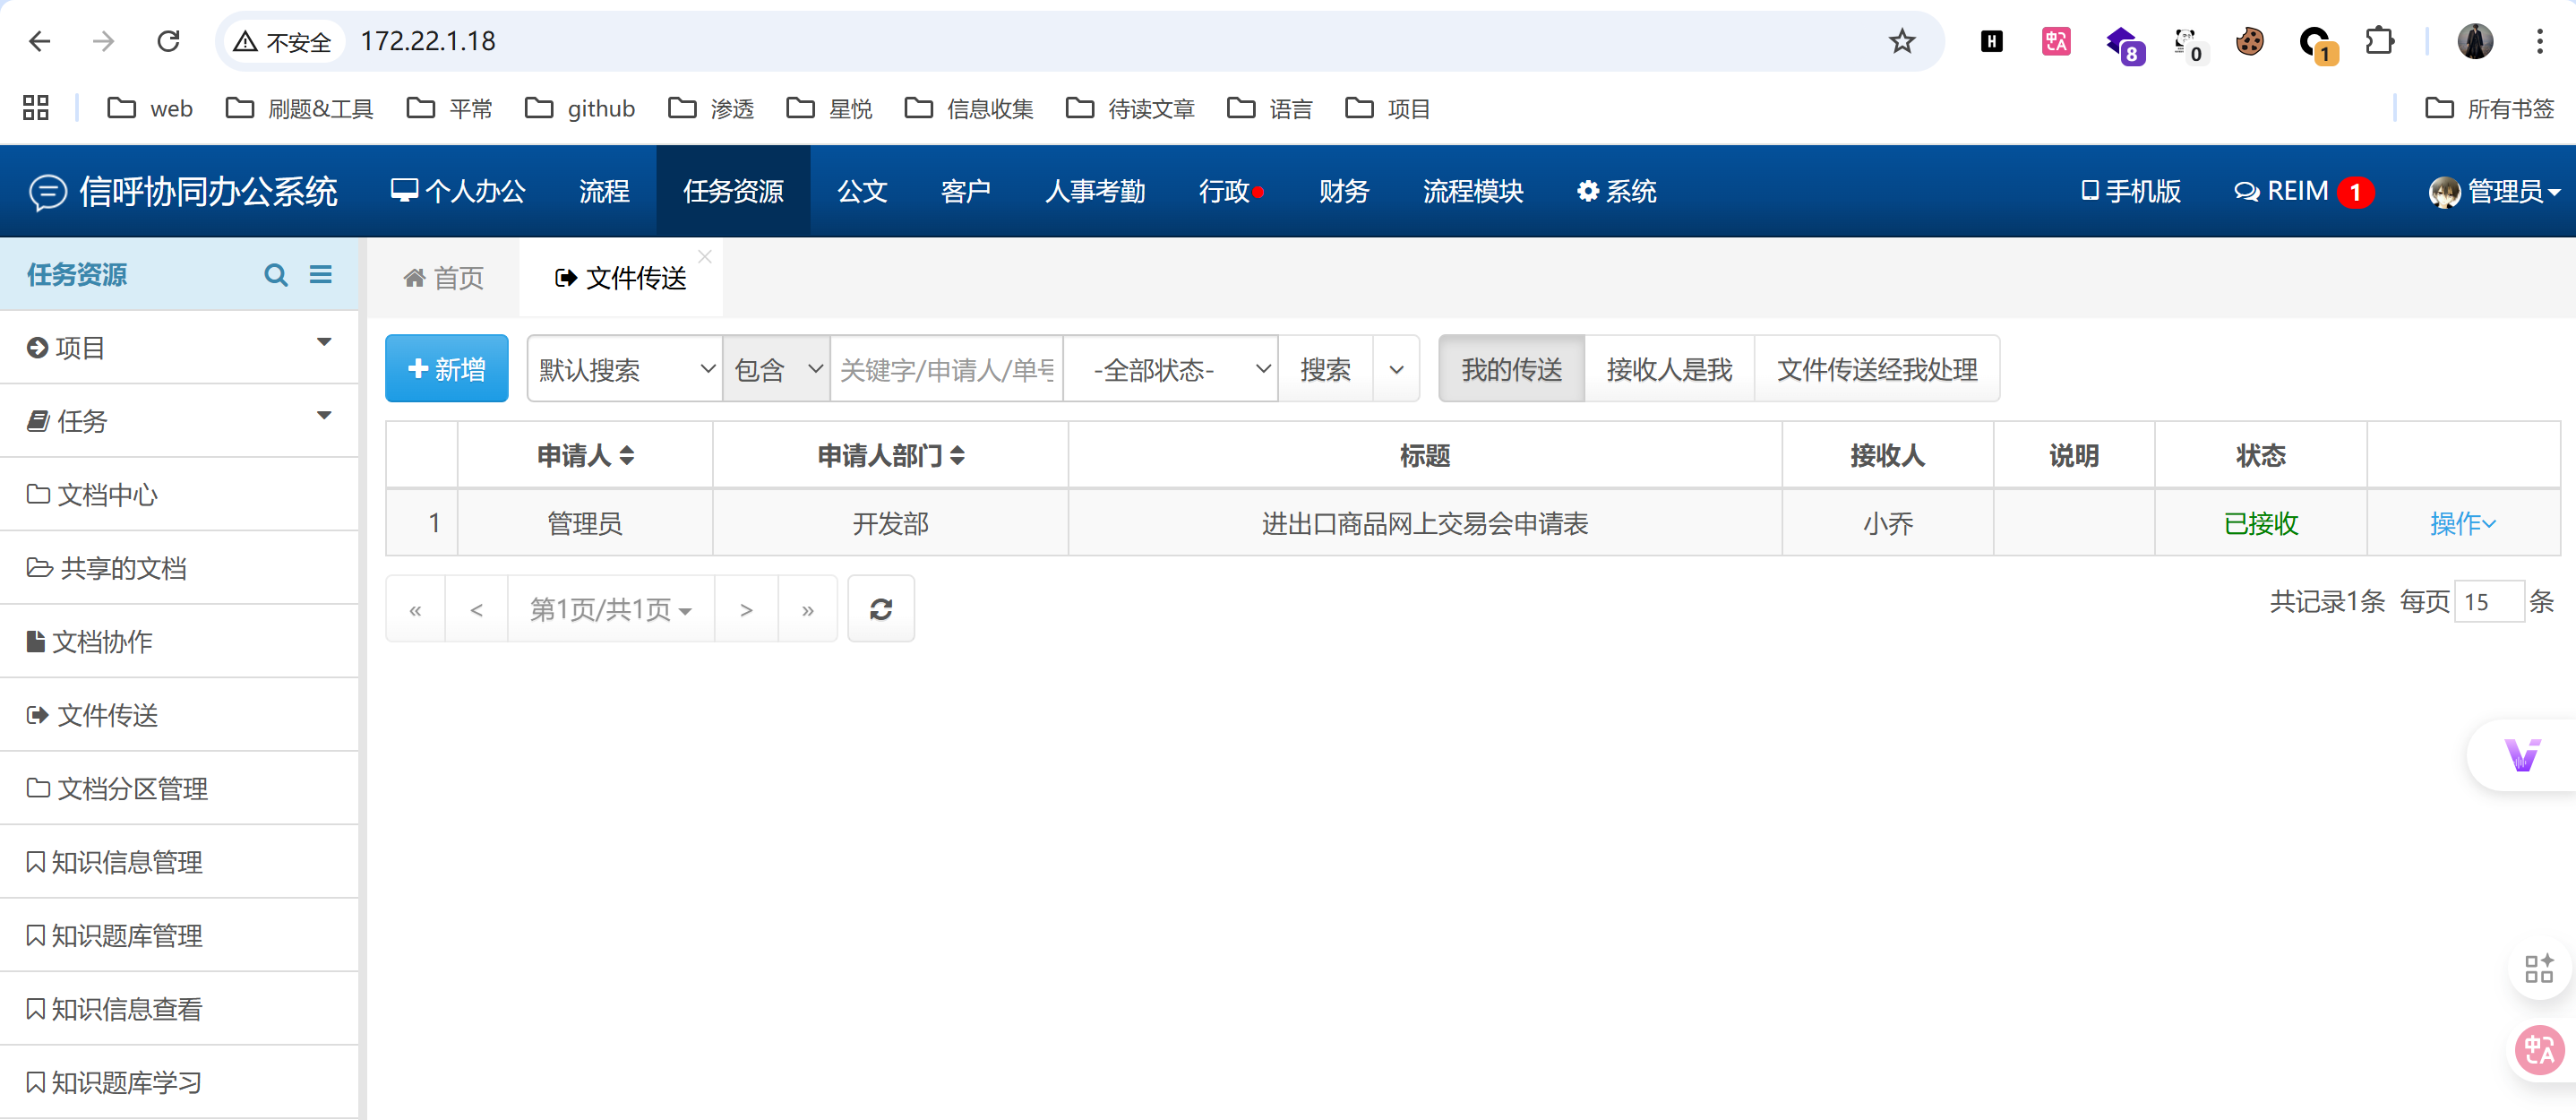 不安全 172.22.1.18
8 0 1
web 刷题&工具 平常 github 渗透 星悦 信息收集 待读文章 语言 项目 所有书签
信呼协同办公系统 个人办公 流程 任务资源 公文 客户 人事考勤 行政 财务 流程模块 系统 手机版 REIM 1 管理员
任务资源
项目
任务
文档中心
共享的文档
文档协作
文件传送
文档分区管理
知识信息管理
知识题库管理
知识信息查看
知识题库学习
首页 文件传送
新增 默认搜索 包含 关键字/申请人/单号 -全部状态- 搜索 我的传送 接收人是我 文件传送经我处理
申请人 申请人部门 标题 接收人 说明 状态
1 管理员 开发部 进出口商品网上交易会申请表 小乔 已接收 操作
« < 第1页/共1页 > » 共记录1条 每页 15 条